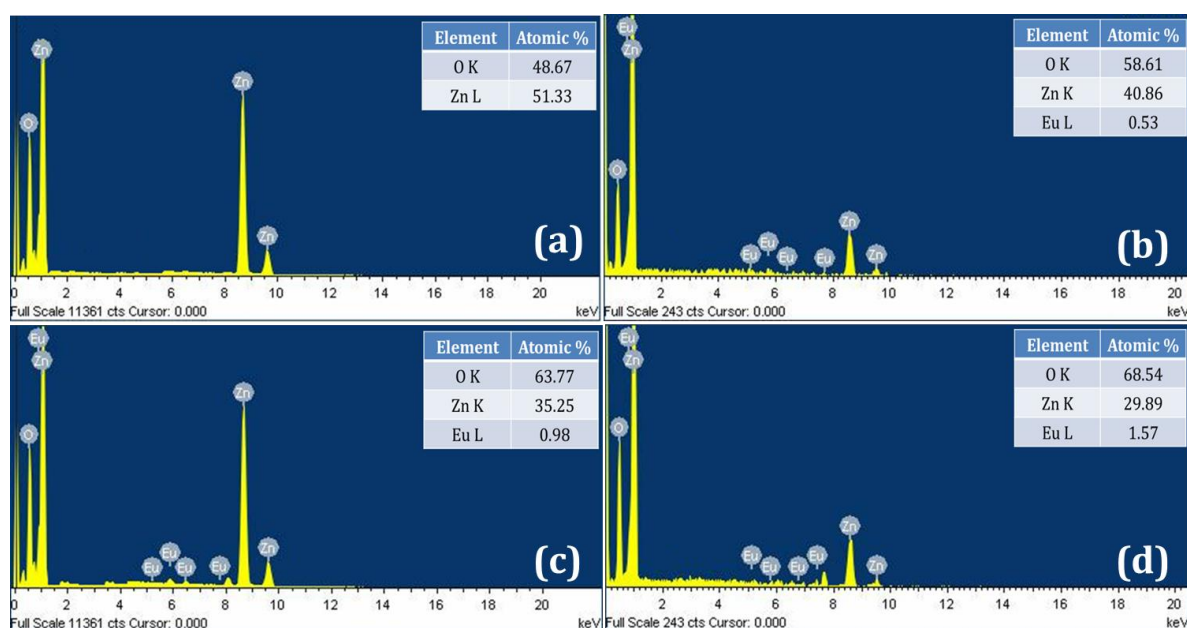 Element Atomic %
O K 48.67
Zn L 51.33
Zn
O
Zn
Zn
(a)
0 2 4 6 8 10 12 14 16 18 20
Full Scale 11361 cts Cursor: 0.000 keV
Element Atomic %
O K 58.61
Zn K 40.86
Eu L 0.53
Eu
Zn
O
Eu
Eu
Eu
Eu
Zn
Zn
(b)
2 4 6 8 10 12 14 16 18 20
Full Scale 243 cts Cursor: 0.000 keV
Element Atomic %
O K 63.77
Zn K 35.25
Eu L 0.98
Eu
Zn
O
Eu
Eu
Eu
Eu
Zn
Zn
(c)
0 2 4 6 8 10 12 14 16 18 20
Full Scale 11361 cts Cursor: 0.000 keV
Element Atomic %
O K 68.54
Zn K 29.89
Eu L 1.57
Eu
Zn
O
Eu
Eu
Eu
Eu
Zn
Zn
(d)
2 4 6 8 10 12 14 16 18 20
Full Scale 243 cts Cursor: 0.000 keV